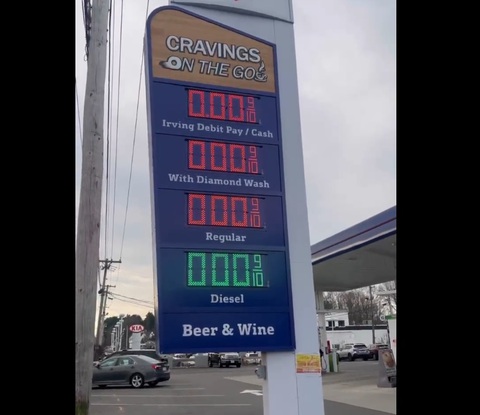 CRAVINGS
ON THE GO
0.00 9/10
Irving Debit Pay / Cash
0.00 9/10
With Diamond Wash
0.00 9/10
Regular
0.00 9/10
Diesel
Beer & Wine
KIA